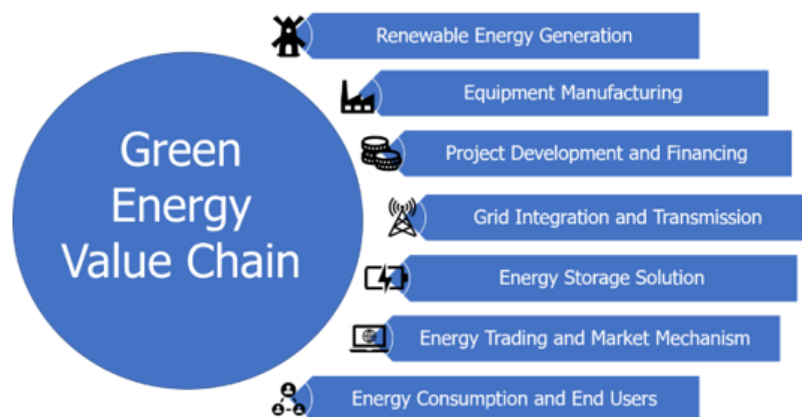 Green
Energy
Value Chain
Renewable Energy Generation
Equipment Manufacturing
Project Development and Financing
Grid Integration and Transmission
Energy Storage Solution
Energy Trading and Market Mechanism
Energy Consumption and End Users